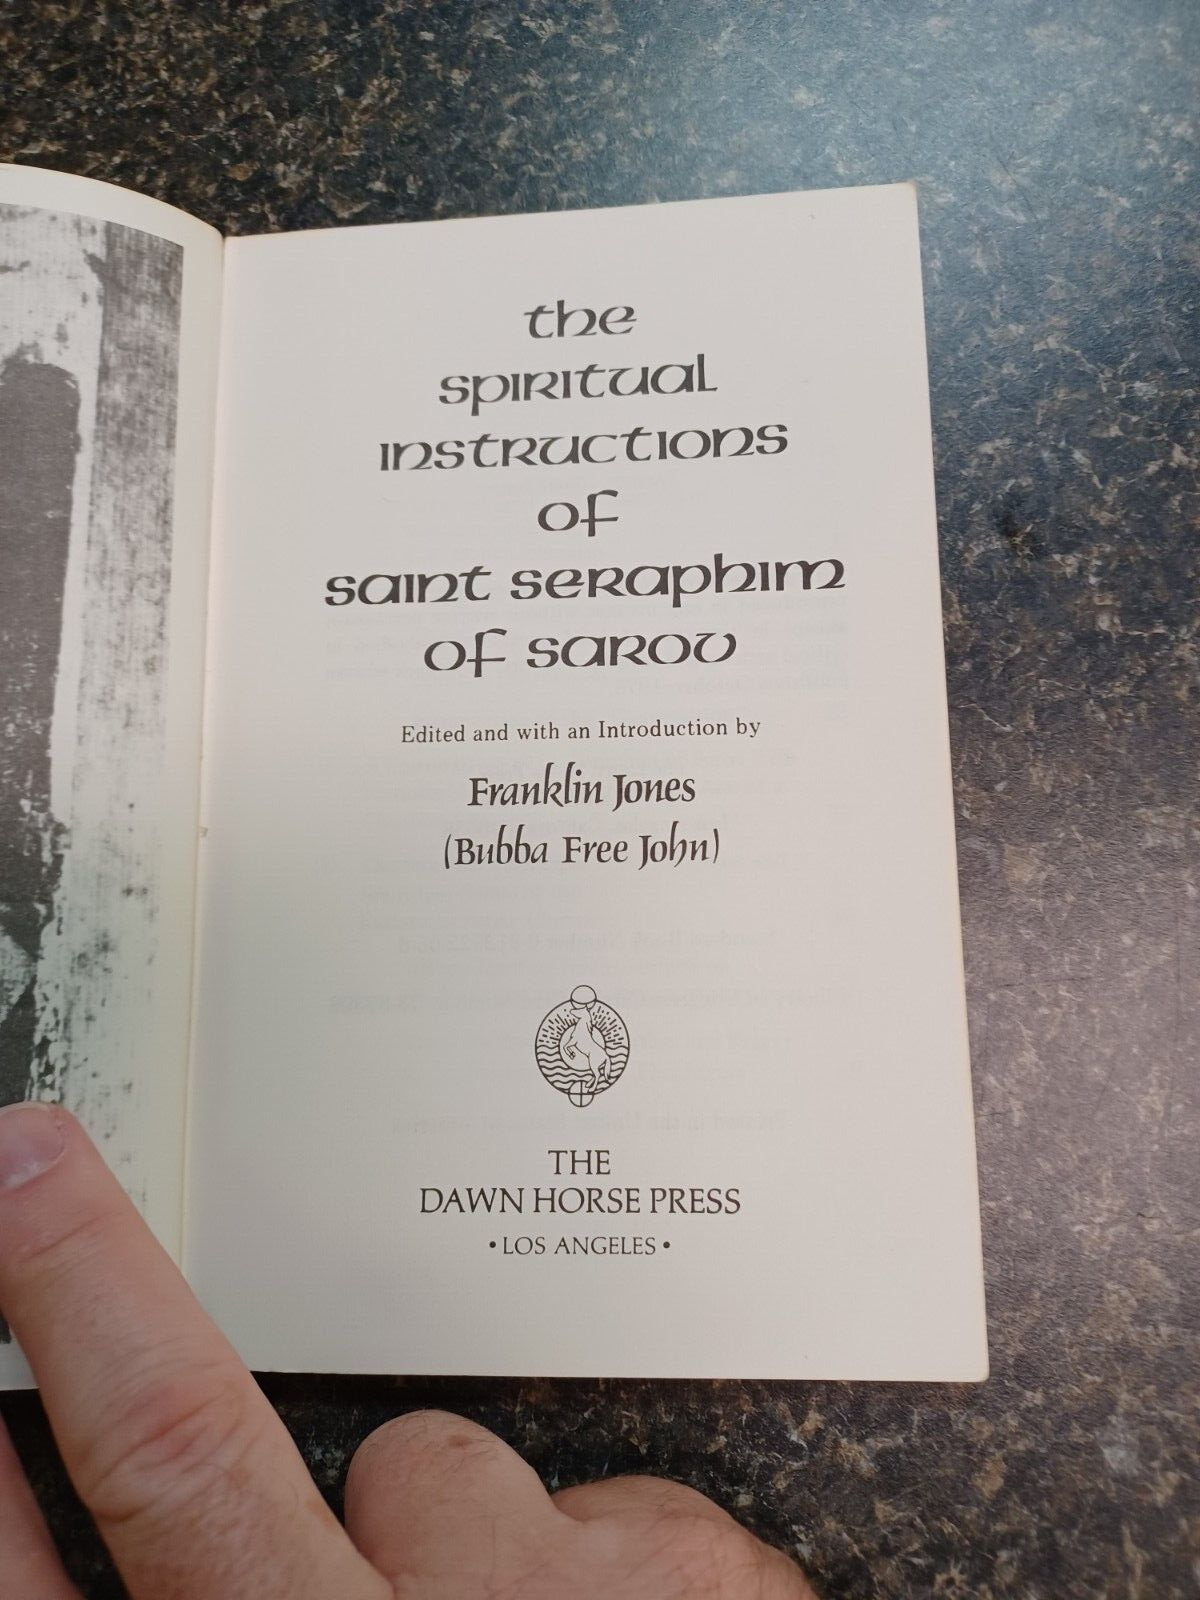 the
spiritual
instructions
of
saint seraphim
of sarov
Edited and with an Introduction by
Franklin Jones
(Bubba Free John)
THE
DAWN HORSE PRESS
• LOS ANGELES •